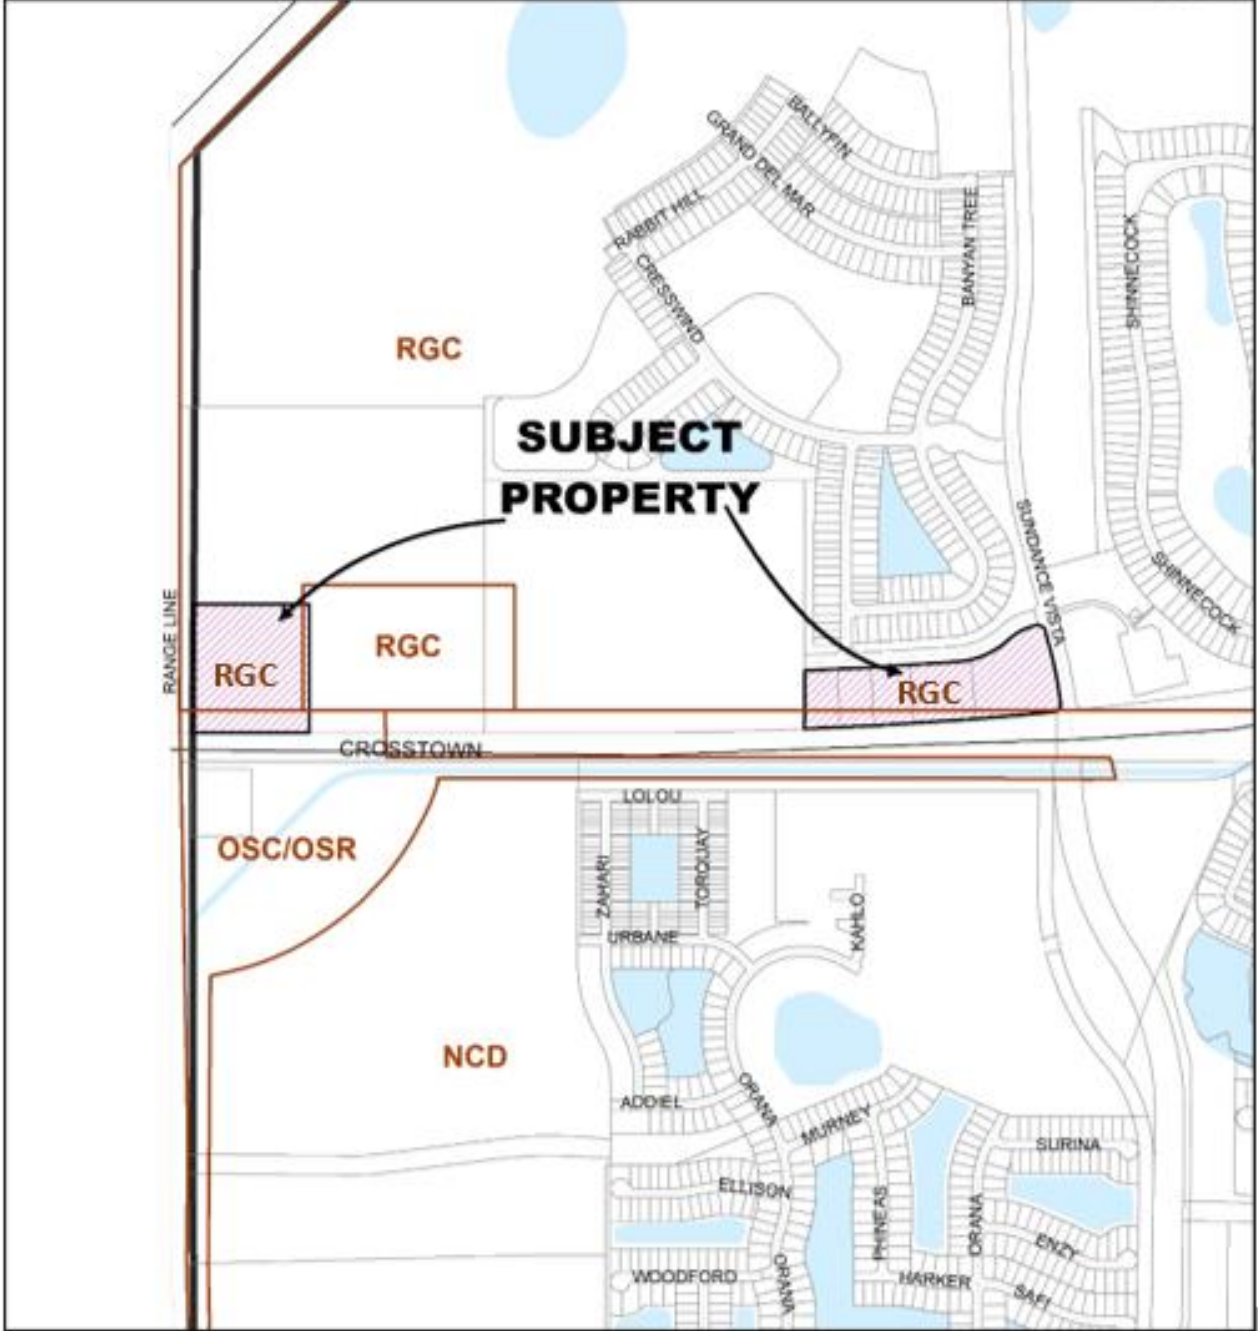 BALLYFIN
GRAND DEL MAR
RABBIT HILL
BANYAN TREE
SHINNECOCK
CRESSWIND
RGC
SUBJECT
PROPERTY
SUNDANCE VISTA
SHINNECOCK
RANGE LINE
RGC
RGC
RGC
CROSSTOWN
LOLOU
OSC/OSR
ZAHARI
TORQUAY
KAHLO
URBANE
NCD
ADDIEL
ORANA
MURNEY
SURINA
ELLISON
PHINEAS
ORANA
ENZY
WOODFORD
ORANA
HARKER
SAFI